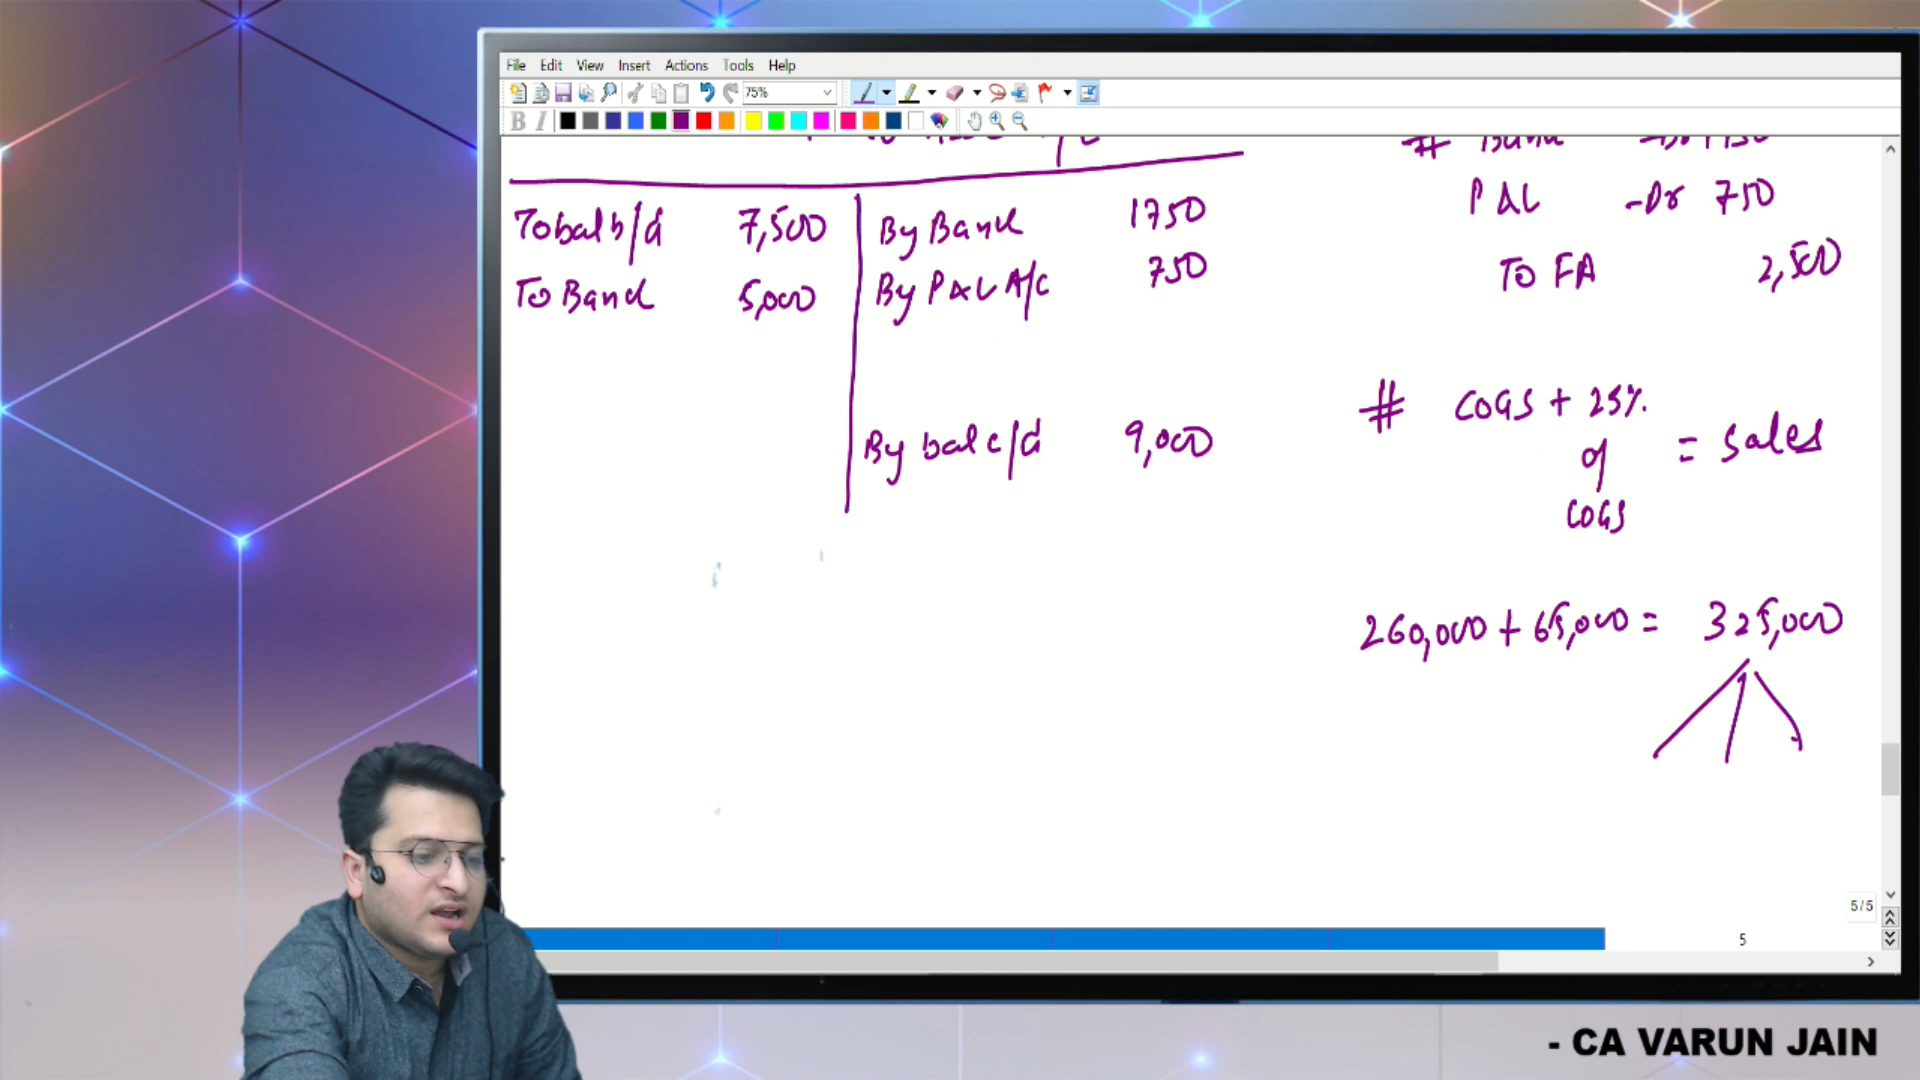 File Edit View Insert Actions Tools Help
75%
B I
To bal b/d 7,500 By Bank 1750
To Bank 5,000 By P&L A/c 750
By bal c/d 9,000
# Bank
P&L -Dr 750
To FA 2,500
# COGS + 25% of COGS = Sales
260,000 + 65,000 = 325,000
5/5
5
- CA VARUN JAIN